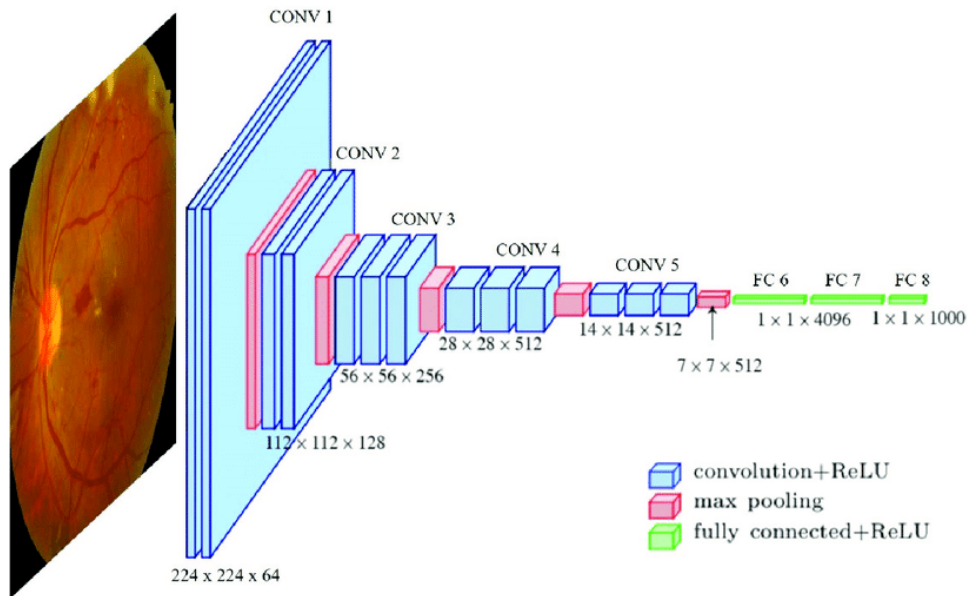 CONV 1
CONV 2
CONV 3
CONV 4
CONV 5
FC 6
FC 7
FC 8
1 × 1 × 4096
1 × 1 × 1000
14 × 14 × 512
28 × 28 × 512
7 × 7 × 512
56 × 56 × 256
112 × 112 × 128
224 x 224 x 64
convolution+ReLU
max pooling
fully connected+ReLU